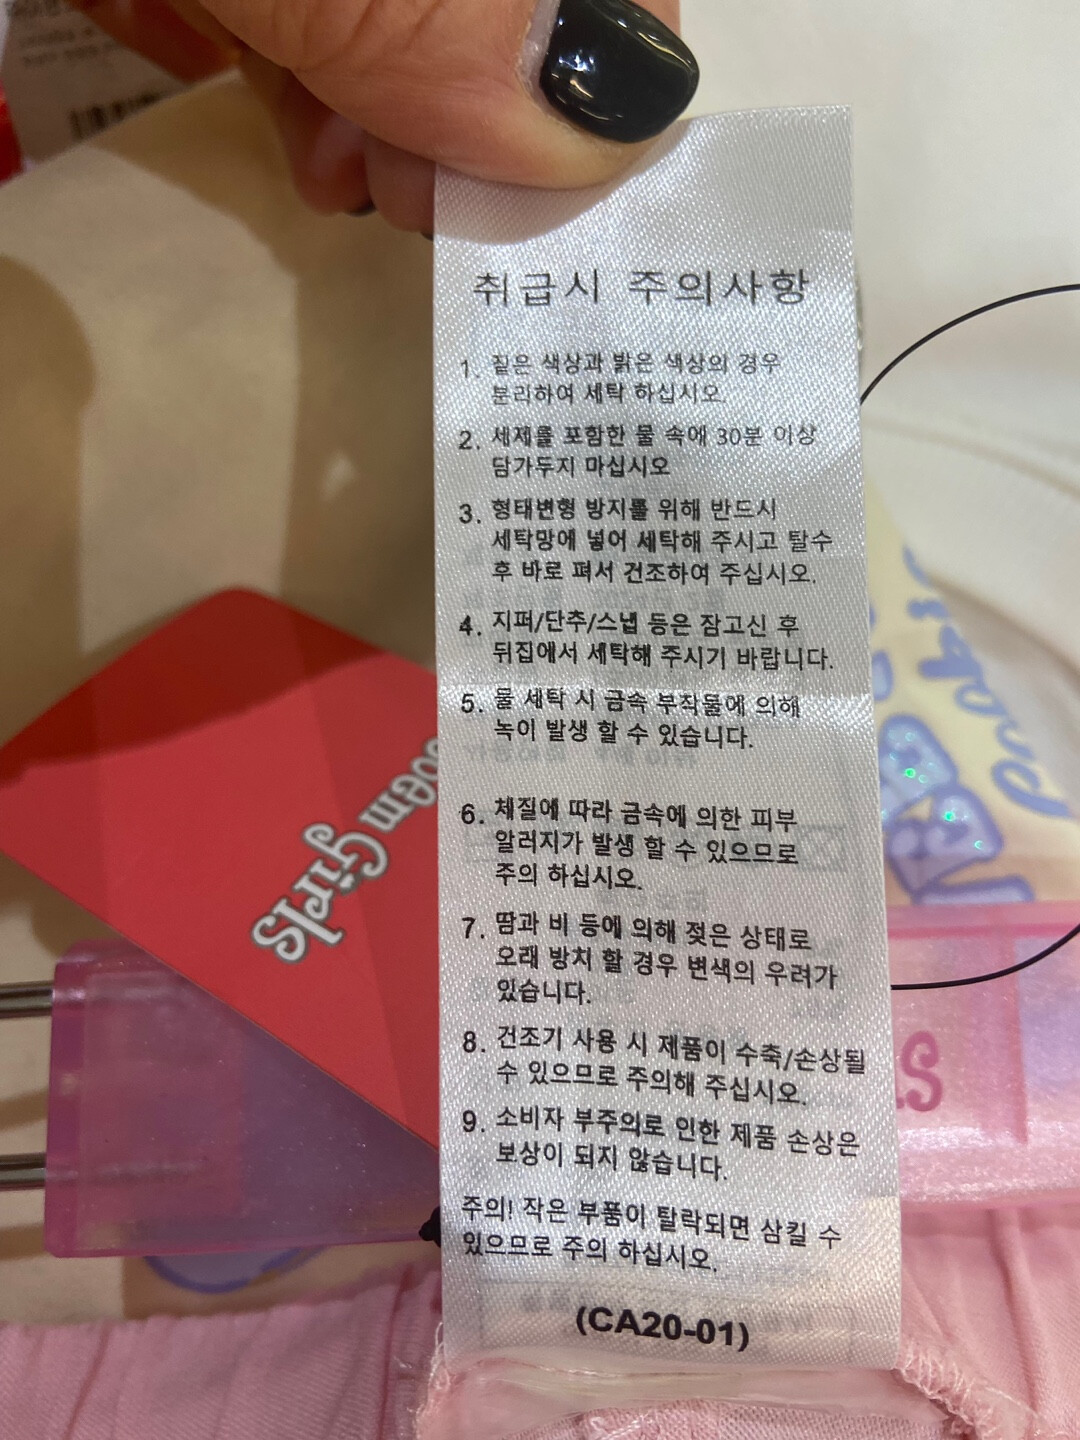 취급시 주의사항
1. 짙은 색상과 밝은 색상의 경우
분리하여 세탁 하십시오.
2. 세제를 포함한 물 속에 30분 이상
담가두지 마십시오
3. 형태변형 방지를 위해 반드시
세탁망에 넣어 세탁해 주시고 탈수
후 바로 펴서 건조하여 주십시오.
4. 지퍼/단추/스냅 등은 잠고신 후
뒤집에서 세탁해 주시기 바랍니다.
5. 물 세탁 시 금속 부작물에 의해
녹이 발생 할 수 있습니다.
6. 체질에 따라 금속에 의한 피부
알러지가 발생 할 수 있으므로
주의 하십시오.
7. 땀과 비 등에 의해 젖은 상태로
오래 방치 할 경우 변색의 우려가
있습니다.
8. 건조기 사용 시 제품이 수축/손상될
수 있으므로 주의해 주십시오.
9. 소비자 부주의로 인한 제품 손상은
보상이 되지 않습니다.
주의! 작은 부품이 탈락되면 삼킬 수
있으므로 주의 하십시오.
(CA20-01)
Girls